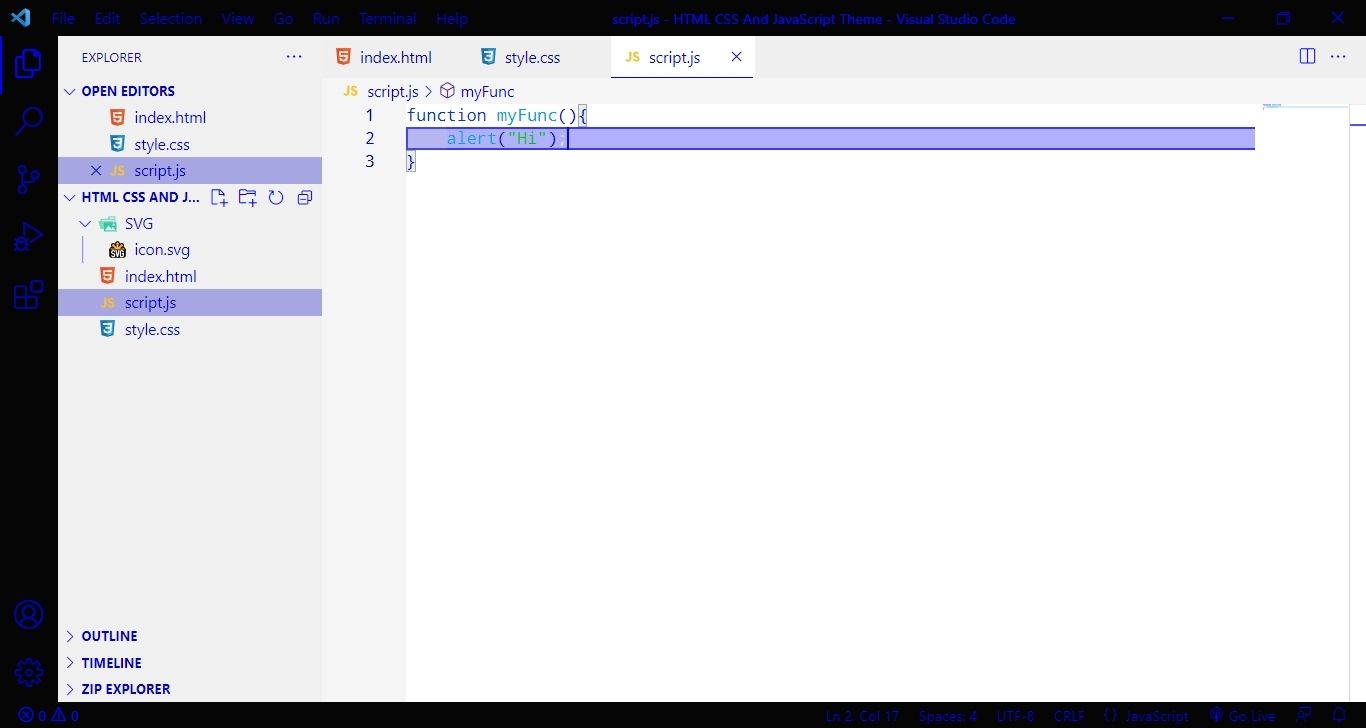 File Edit Selection View Go Run Terminal Help
script.js - HTML CSS And JavaScript Theme - Visual Studio Code
EXPLORER
OPEN EDITORS
index.html
style.css
JS script.js
HTML CSS AND J...
SVG
SVG icon.svg
index.html
JS script.js
style.css
OUTLINE
TIMELINE
ZIP EXPLORER
index.html style.css JS script.js
JS script.js > myFunc
1 function myFunc(){
2 alert("Hi");
3 }
0 0 Ln 2, Col 17 Spaces: 4 UTF-8 CRLF {} JavaScript Go Live